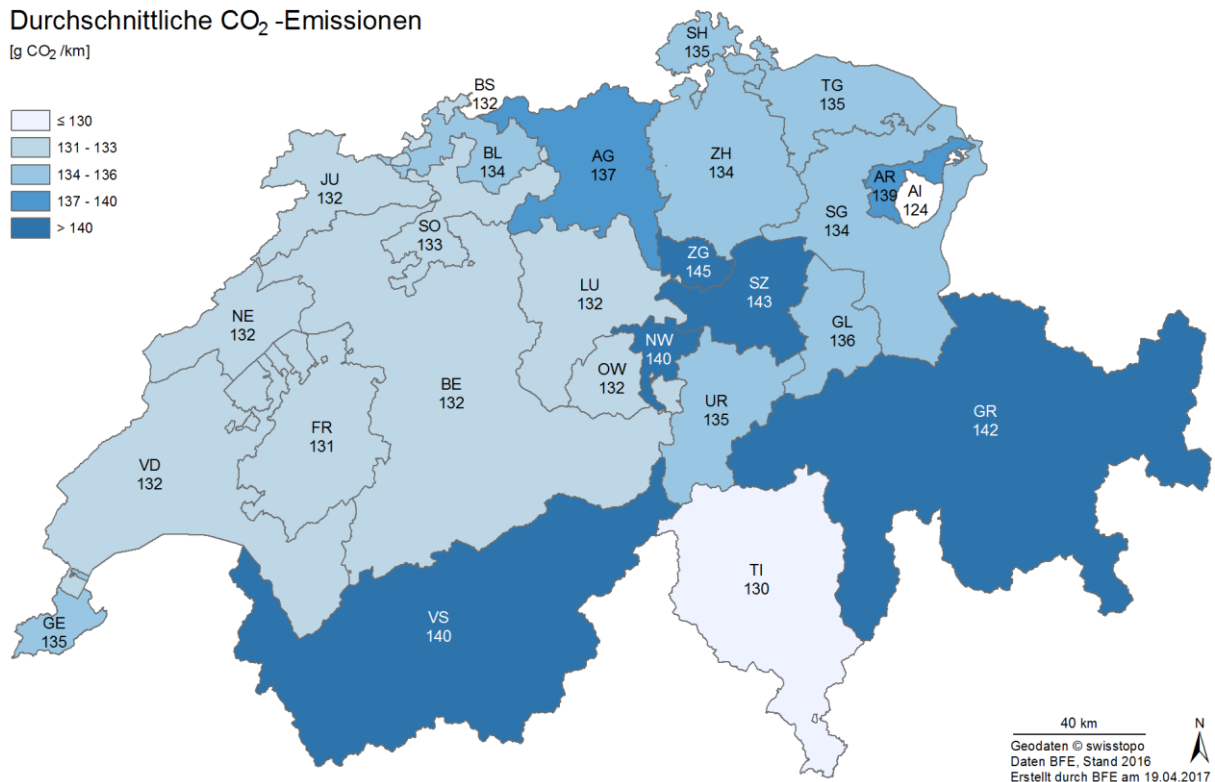 Durchschnittliche CO₂ -Emissionen
[g CO₂ /km]
≤ 130
131 - 133
134 - 136
137 - 140
> 140
SH
135
BS
132
TG
135
BL
134
AG
137
ZH
134
JU
132
AR
139
AI
124
SO
133
SG
134
ZG
145
SZ
143
LU
132
NE
132
NW
140
GL
136
OW
132
BE
132
UR
135
GR
142
FR
131
VD
132
TI
130
VS
140
GE
135
40 km
N
Geodaten © swisstopo
Daten BFE, Stand 2016
Erstellt durch BFE am 19.04.2017